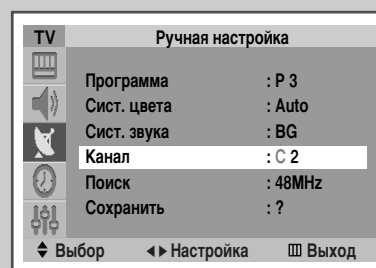 TV Ручная настройка
Программа : P 3
Сист. цвета : Auto
Сист. звука : BG
Канал : C 2
Поиск : 48MHz
Сохранить : ?
Выбор Настройка Выход